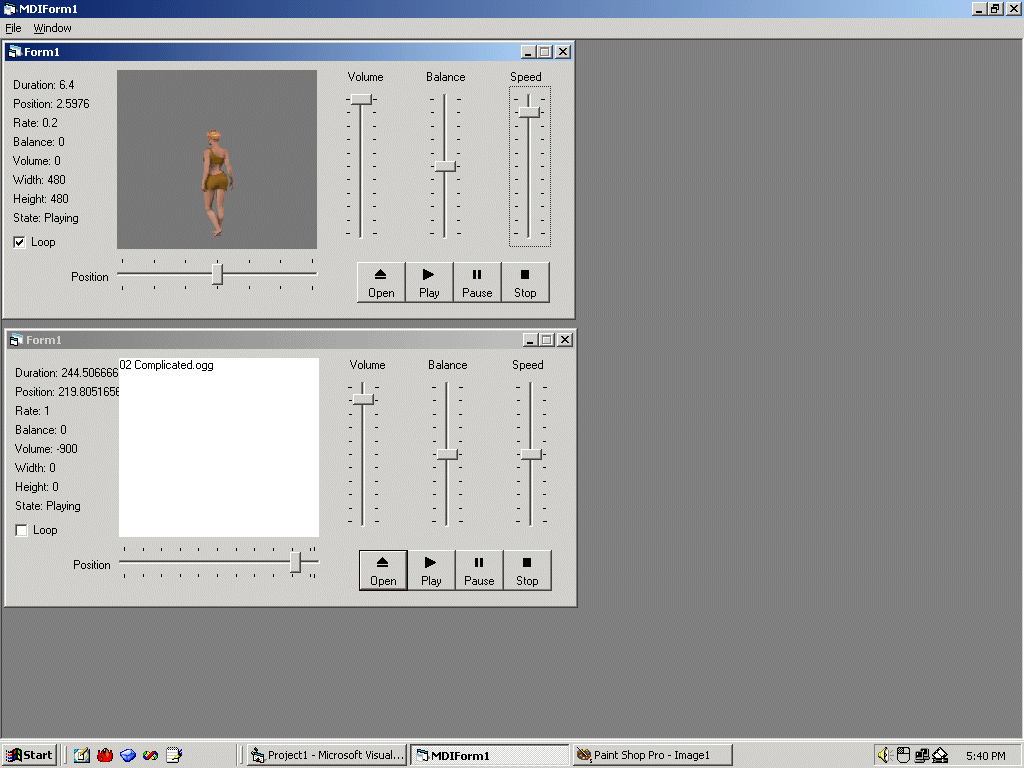 MDIForm1
File Window
Form1
Duration: 6.4
Position: 2.5976
Rate: 0.2
Balance: 0
Volume: 0
Width: 480
Height: 480
State: Playing
Loop
Position
Volume Balance Speed
Open Play Pause Stop
Form1
Duration: 244.506666
Position: 219.8051656
Rate: 1
Balance: 0
Volume: -900
Width: 0
Height: 0
State: Playing
Loop
02 Complicated.ogg
Position
Volume Balance Speed
Open Play Pause Stop
Start Project1 - Microsoft Visual... MDIForm1 Paint Shop Pro - Image1 5:40 PM